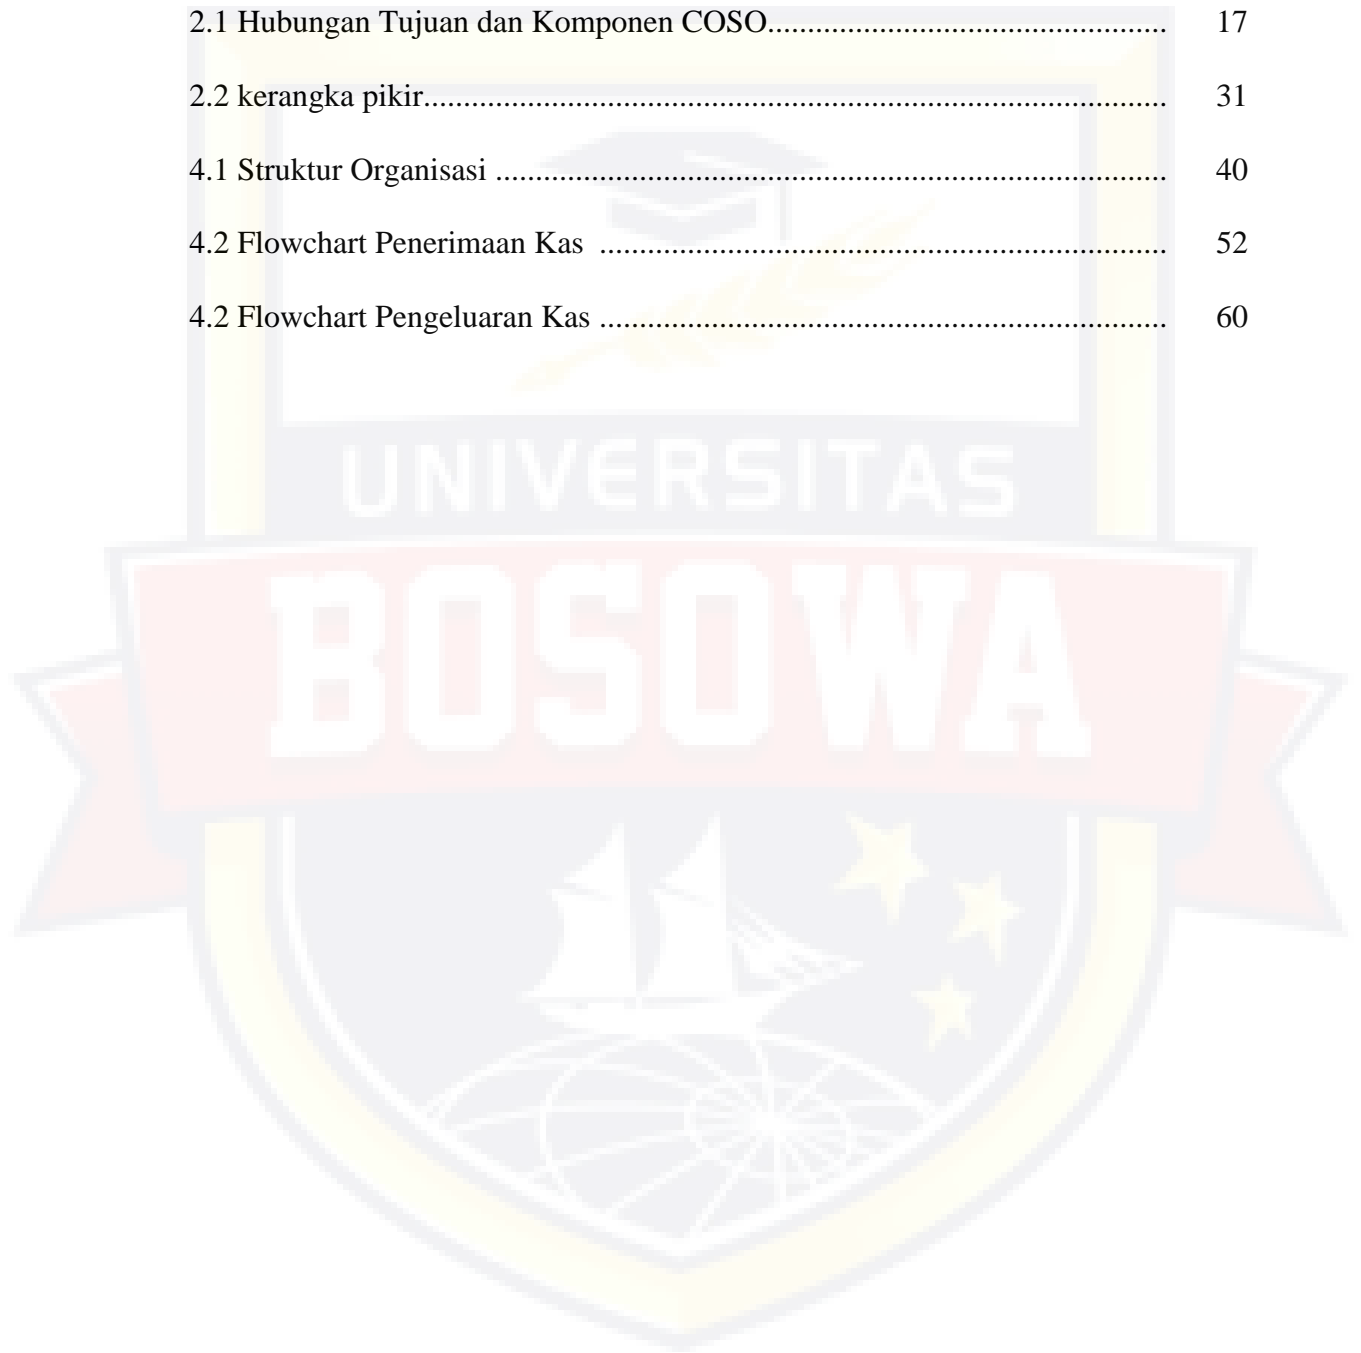 2.1 Hubungan Tujuan dan Komponen COSO.................................................. 17
2.2 kerangka pikir............................................................................................. 31
4.1 Struktur Organisasi .................................................................................... 40
4.2 Flowchart Penerimaan Kas ....................................................................... 52
4.2 Flowchart Pengeluaran Kas ....................................................................... 60
UNIVERSITAS
BOSOWA